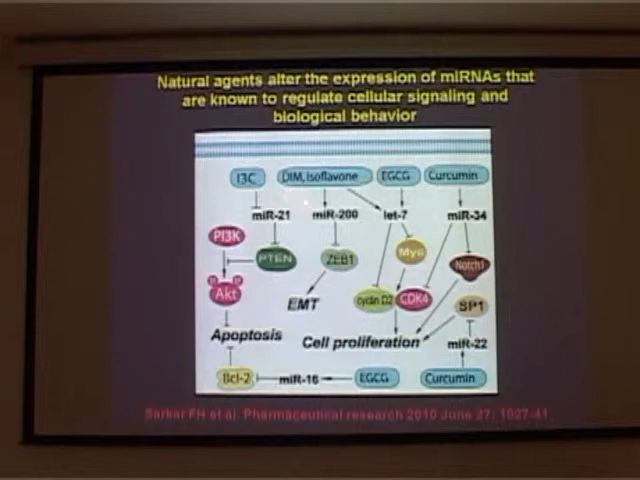 Natural agents alter the expression of miRNAs that
are known to regulate cellular signaling and
biological behavior
I3C DIM, Isoflavone EGCG Curcumin
miR-21 miR-200 let-7 miR-34
PI3K PTEN ZEB1 Myc Notch1
P P
Akt EMT cyclin D2 CDK4 SP1
Apoptosis Cell proliferation miR-22
Bcl-2 miR-16 EGCG Curcumin
Sarkar FH et al. Pharmaceutical research 2010 June 27: 1027-41